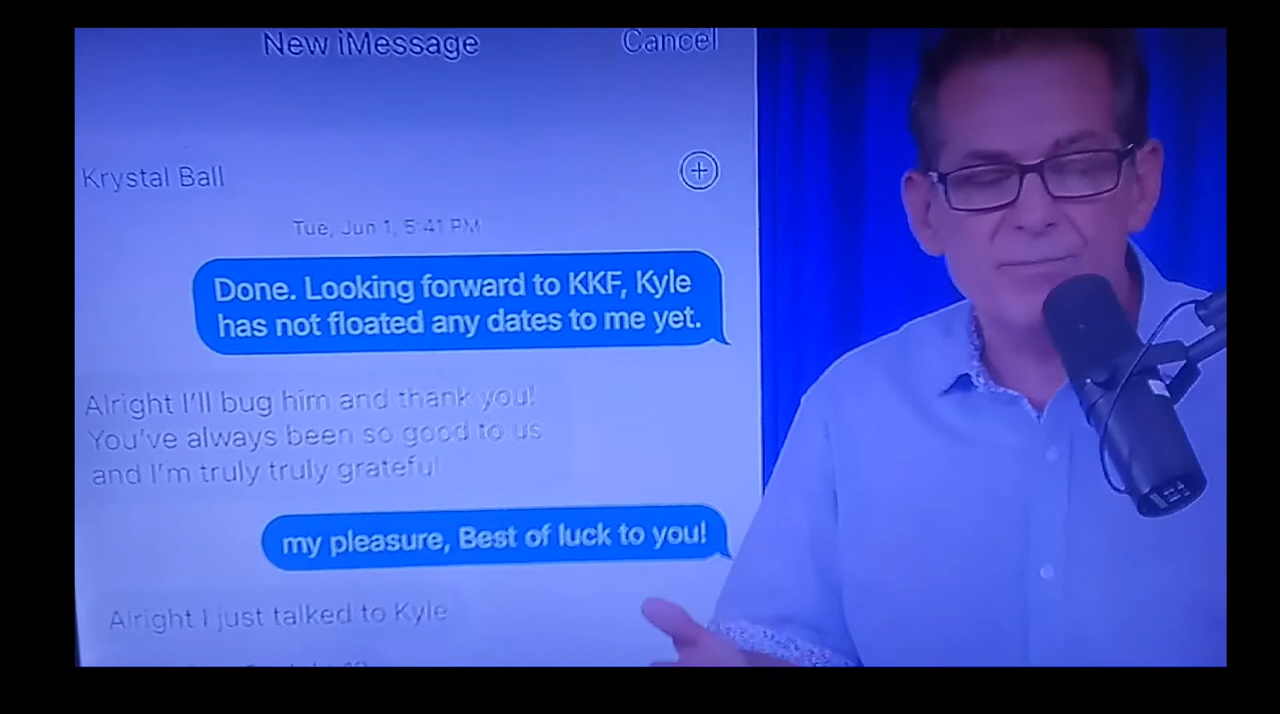 New iMessage
Cancel
Krystal Ball
Tue, Jun 1, 5:41 PM
Done. Looking forward to KKF, Kyle
has not floated any dates to me yet.
Alright I'll bug him and thank you!
You've always been so good to us
and I'm truly truly grateful
my pleasure, Best of luck to you!
Alright I just talked to Kyle